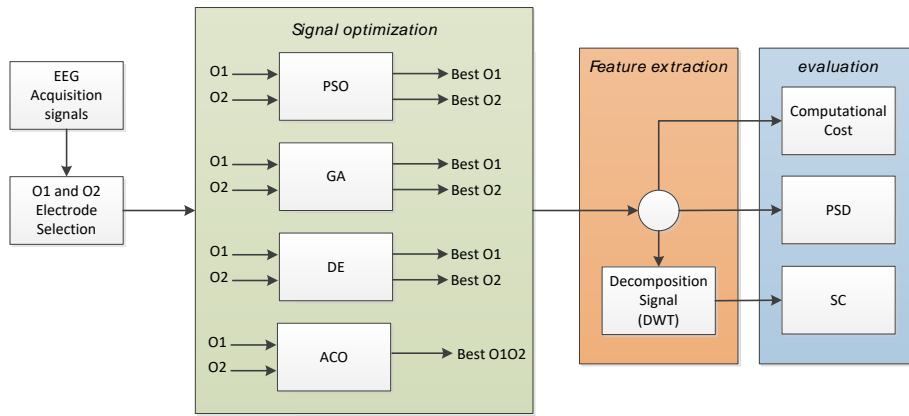 EEG
Acquisition
signals
O1 and O2
Electrode
Selection
Signal optimization
O1
O2
PSO
Best O1
Best O2
O1
O2
GA
Best O1
Best O2
O1
O2
DE
Best O1
Best O2
O1
O2
ACO
Best O1O2
Feature extraction
Decomposition
Signal
(DWT)
evaluation
Computational
Cost
PSD
SC